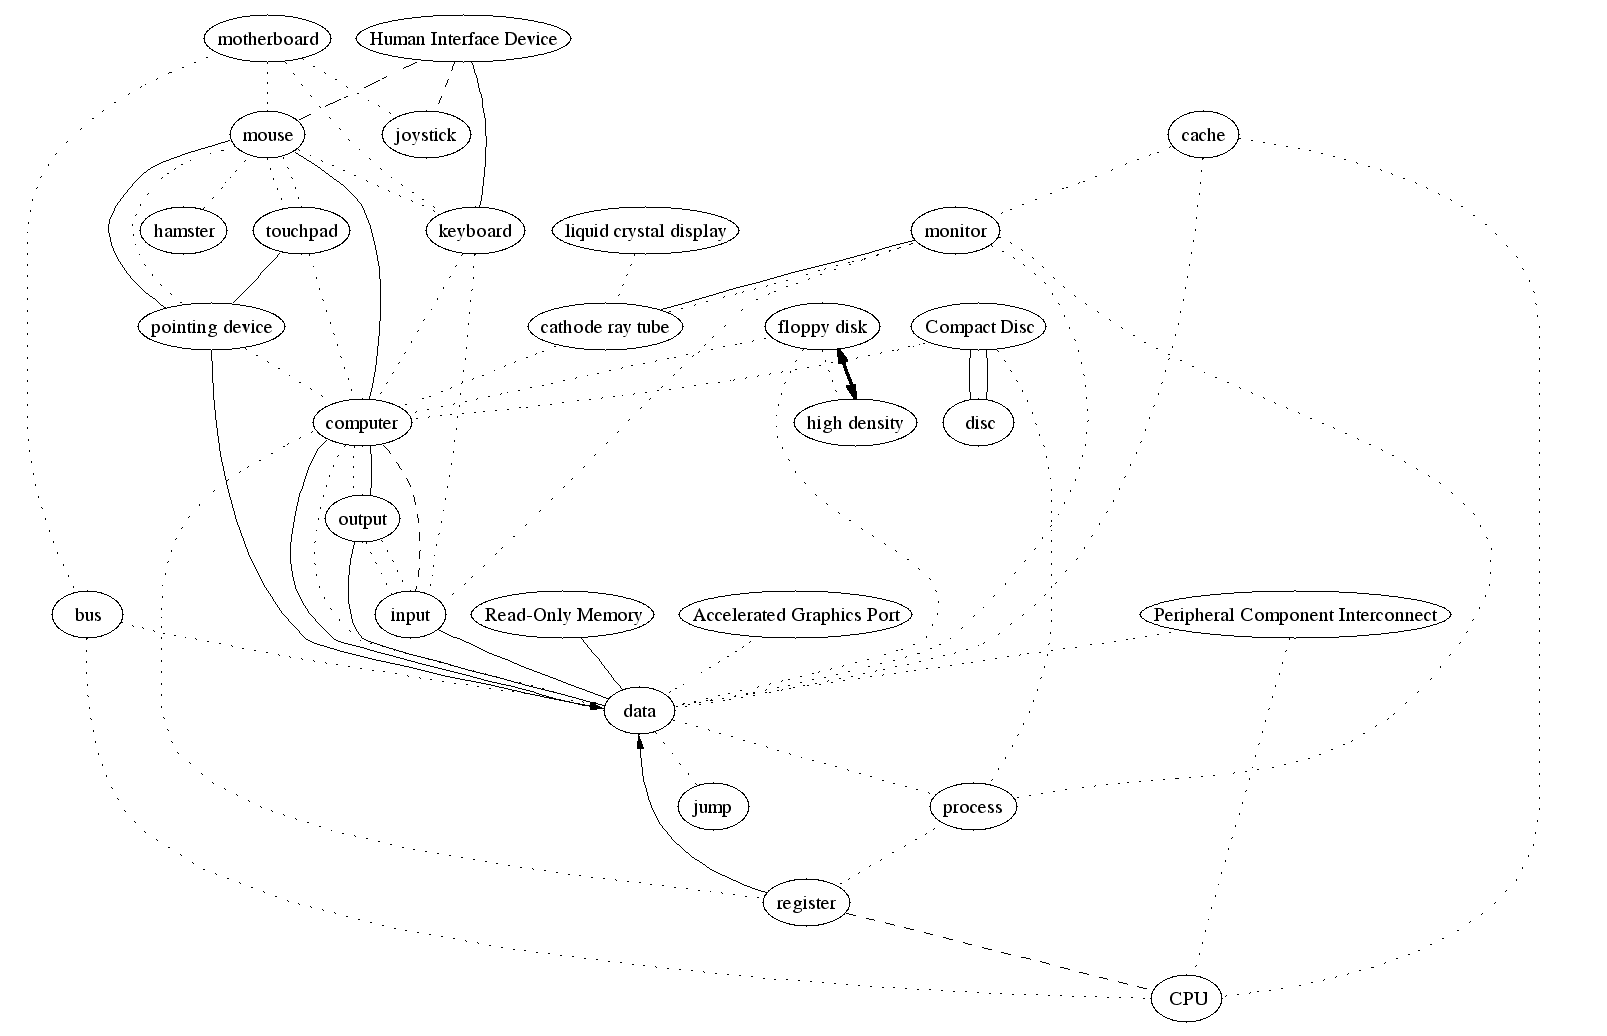 motherboard
Human Interface Device
mouse
joystick
cache
hamster
touchpad
keyboard
liquid crystal display
monitor
pointing device
cathode ray tube
floppy disk
Compact Disc
computer
high density
disc
output
bus
input
Read-Only Memory
Accelerated Graphics Port
Peripheral Component Interconnect
data
jump
process
register
CPU